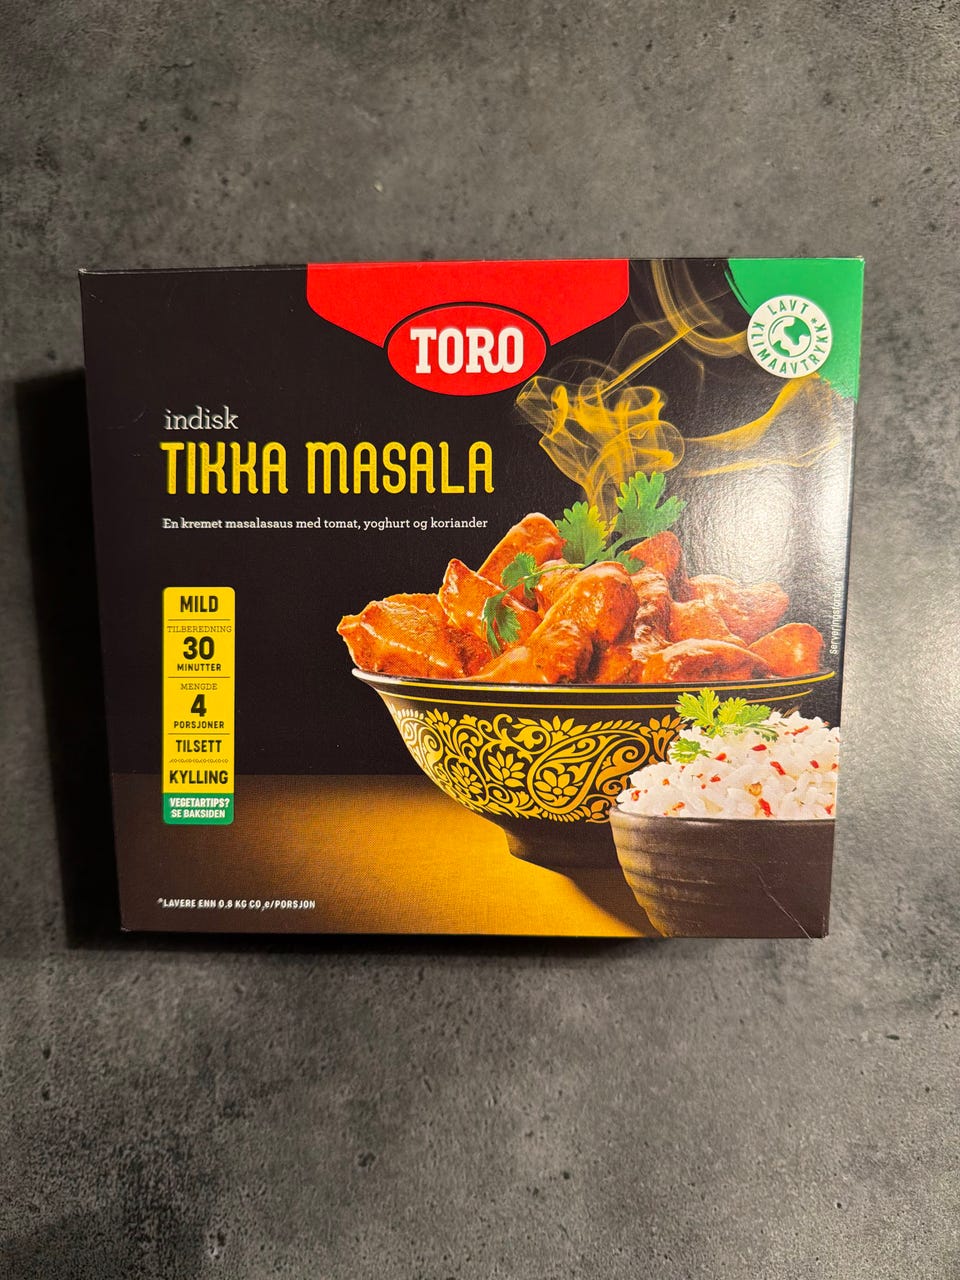 TORO
LAVT
KLIMAAVTRYKK*
indisk
TIKKA MASALA
En kremet masalasaus med tomat, yoghurt og koriander
MILD
TILBEREDNING
30
MINUTTER
MENGDE
4
PORSJONER
TILSETT
KYLLING
VEGETARTIPS?
SE BAKSIDEN
Serveringsforslag
*LAVERE ENN 0,8 KG CO₂e/PORSJON